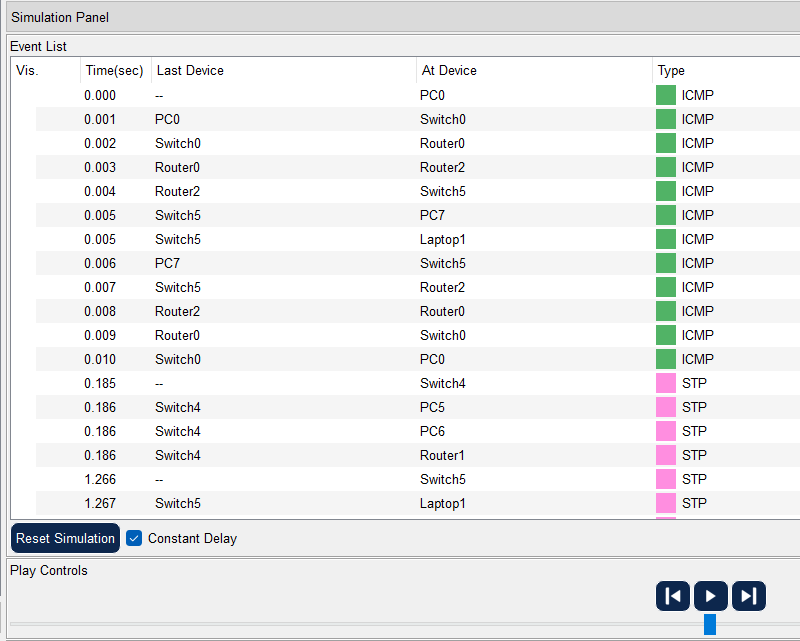 Simulation Panel
Event List
Vis. Time(sec) Last Device At Device Type
0.000 -- PC0 ICMP
0.001 PC0 Switch0 ICMP
0.002 Switch0 Router0 ICMP
0.003 Router0 Router2 ICMP
0.004 Router2 Switch5 ICMP
0.005 Switch5 PC7 ICMP
0.005 Switch5 Laptop1 ICMP
0.006 PC7 Switch5 ICMP
0.007 Switch5 Router2 ICMP
0.008 Router2 Router0 ICMP
0.009 Router0 Switch0 ICMP
0.010 Switch0 PC0 ICMP
0.185 -- Switch4 STP
0.186 Switch4 PC5 STP
0.186 Switch4 PC6 STP
0.186 Switch4 Router1 STP
1.266 -- Switch5 STP
1.267 Switch5 Laptop1 STP
Reset Simulation Constant Delay
Play Controls